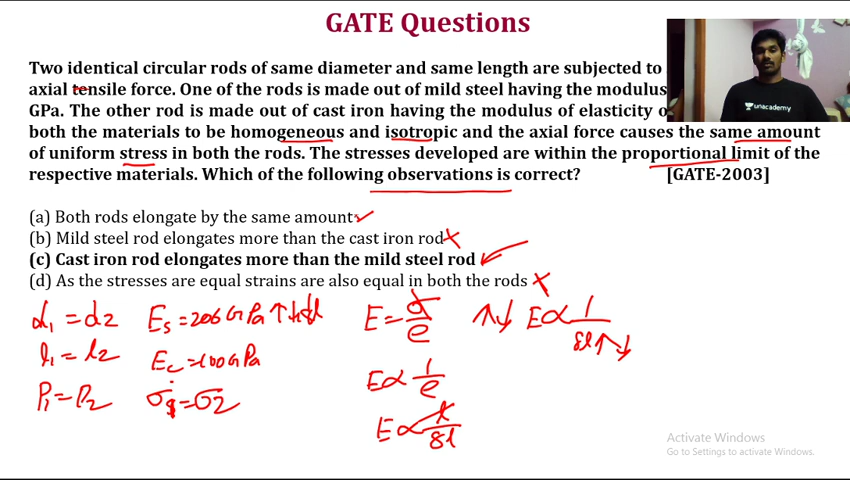 GATE Questions
Two identical circular rods of same diameter and same length are subjected to
axial tensile force. One of the rods is made out of mild steel having the modulus
GPa. The other rod is made out of cast iron having the modulus of elasticity o
both the materials to be homogeneous and isotropic and the axial force causes the same amount
of uniform stress in both the rods. The stresses developed are within the proportional limit of the
respective materials. Which of the following observations is correct? [GATE-2003]
unacademy
(a) Both rods elongate by the same amount
(b) Mild steel rod elongates more than the cast iron rod
(c) Cast iron rod elongates more than the mild steel rod
(d) As the stresses are equal strains are also equal in both the rods
d1 = d2 Es = 206 GPa ↑ E = σ/e ↑↓ E ∝ 1/δl ↑↓
l1 = l2 Ec = 100 GPa E ∝ 1/e
P1 = P2 σ1 = σ2 E ∝ l/δl
Activate Windows
Go to Settings to activate Windows.